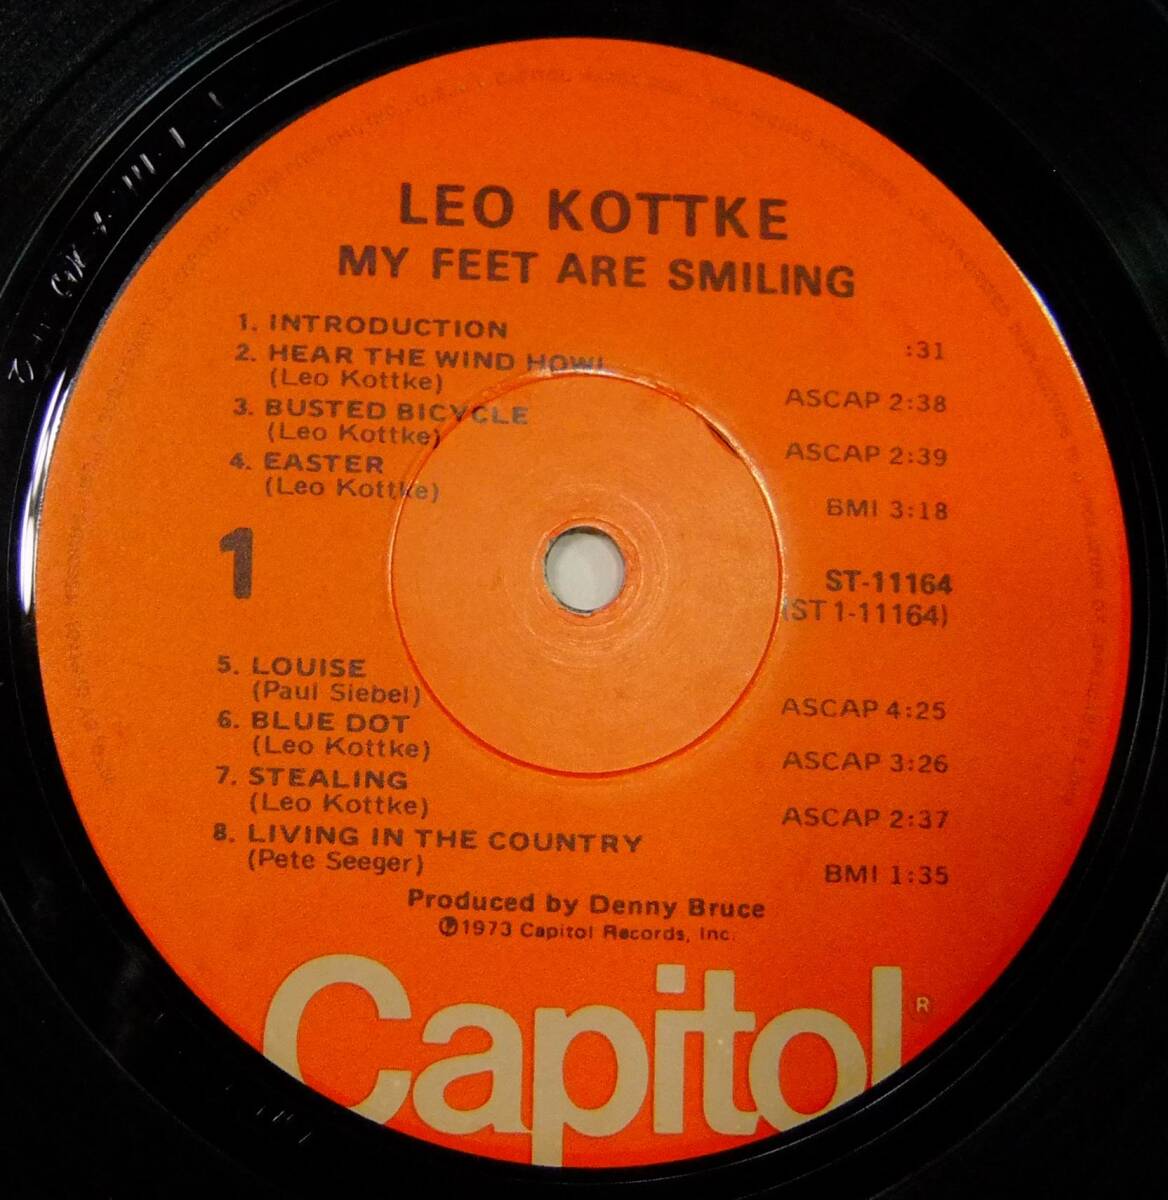 LEO KOTTKE
MY FEET ARE SMILING
1. INTRODUCTION :31
2. HEAR THE WIND HOWL
(Leo Kottke) ASCAP 2:38
3. BUSTED BICYCLE
(Leo Kottke) ASCAP 2:39
4. EASTER
(Leo Kottke) BMI 3:18
1
ST-11164
(ST 1-11164)
5. LOUISE
(Paul Siebel) ASCAP 4:25
6. BLUE DOT
(Leo Kottke) ASCAP 3:26
7. STEALING
(Leo Kottke) ASCAP 2:37
8. LIVING IN THE COUNTRY
(Pete Seeger) BMI 1:35
Produced by Denny Bruce
℗1973 Capitol Records, Inc.
Capitol ®